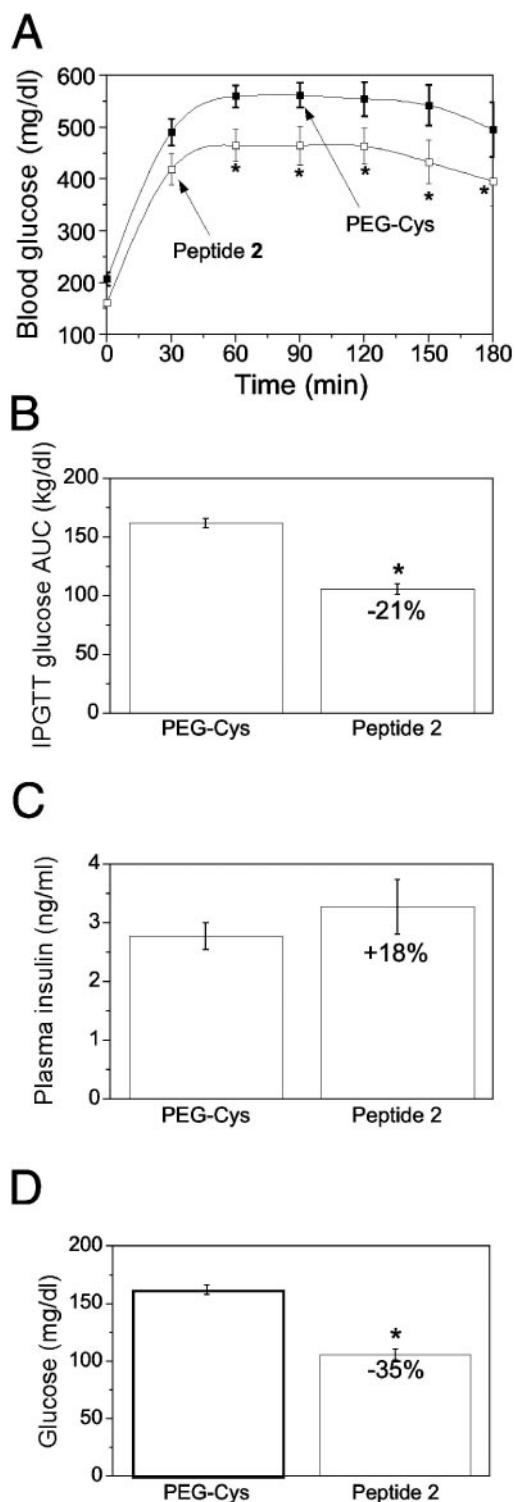 A
Blood glucose (mg/dl)
600
500
400
300
200
100
Peptide 2
PEG-Cys
*
*
*
*
*
0
30
60
90
120
150
180
Time (min)
B
IPGTT glucose AUC (kg/dl)
200
150
100
50
0
*
-21%
PEG-Cys
Peptide 2
C
Plasma insulin (ng/ml)
4
3
2
1
0
+18%
PEG-Cys
Peptide 2
D
Glucose (mg/dl)
200
150
100
50
0
*
-35%
PEG-Cys
Peptide 2